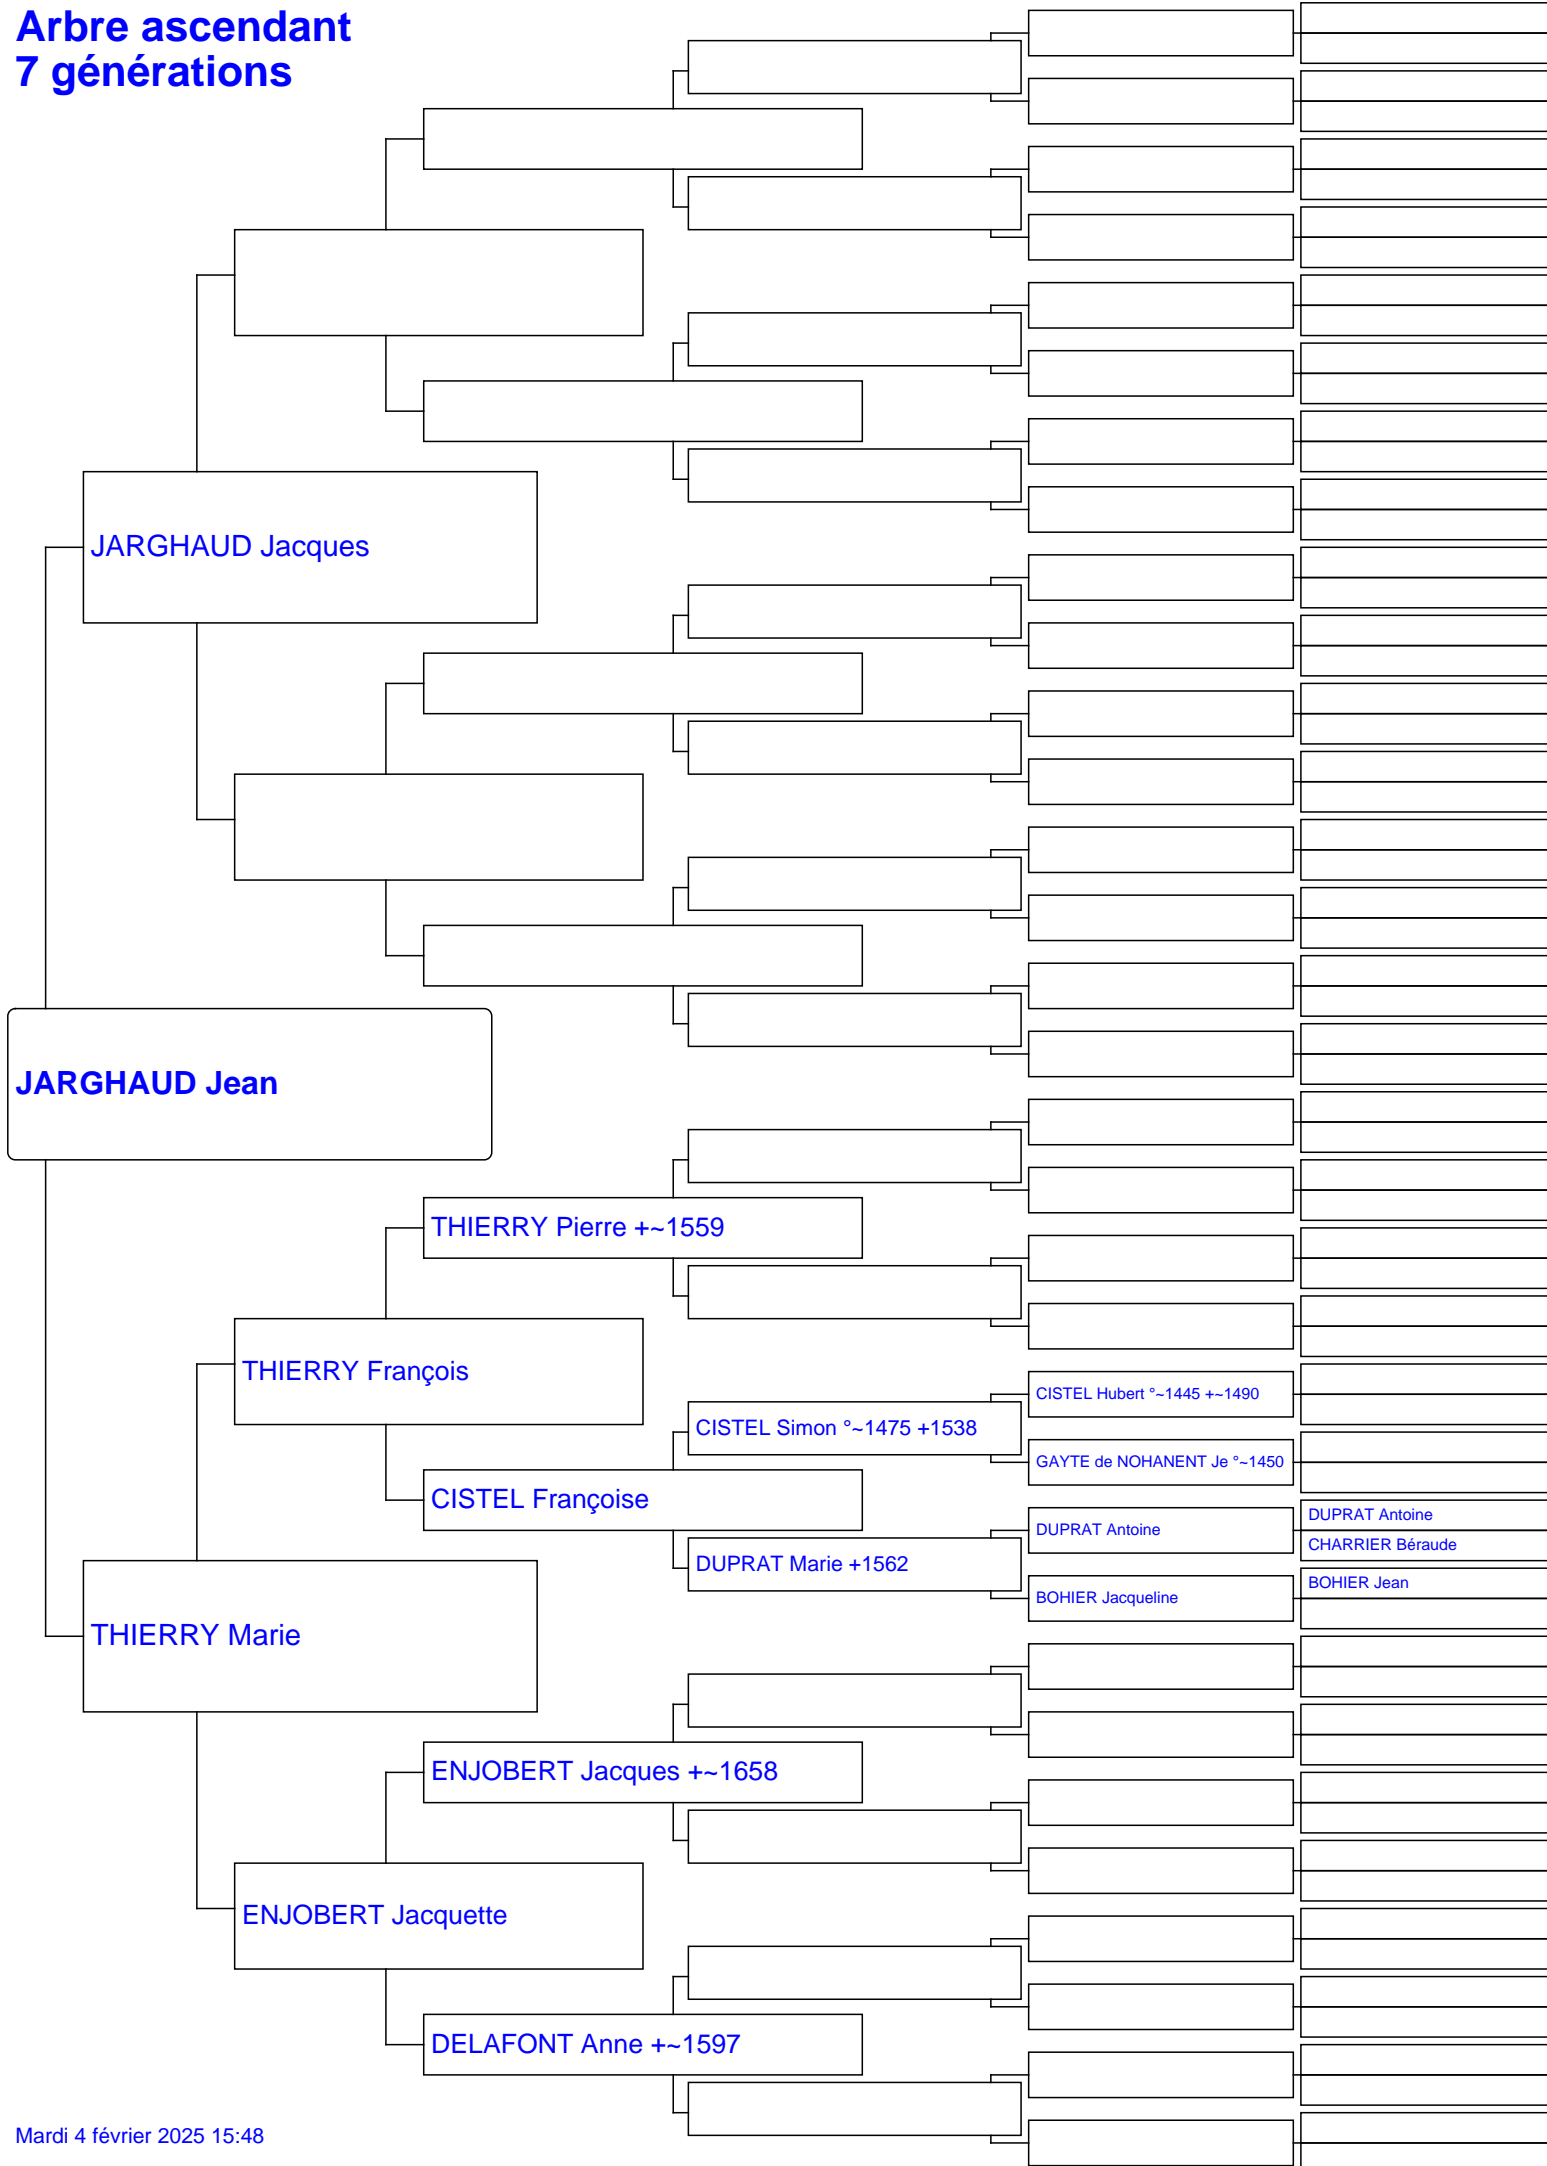 Arbre ascendant
7 générations
JARGHAUD Jacques
JARGHAUD Jean
THIERRY Pierre +~1559
THIERRY François
CISTEL Hubert °~1445 +~1490
CISTEL Simon °~1475 +1538
GAYTE de NOHANENT Je °~1450
CISTEL Françoise
DUPRAT Antoine
CHARRIER Béraude
DUPRAT Antoine
DUPRAT Marie +1562
BOHIER Jean
BOHIER Jacqueline
THIERRY Marie
ENJOBERT Jacques +~1658
ENJOBERT Jacquette
DELAFONT Anne +~1597
Mardi 4 février 2025 15:48